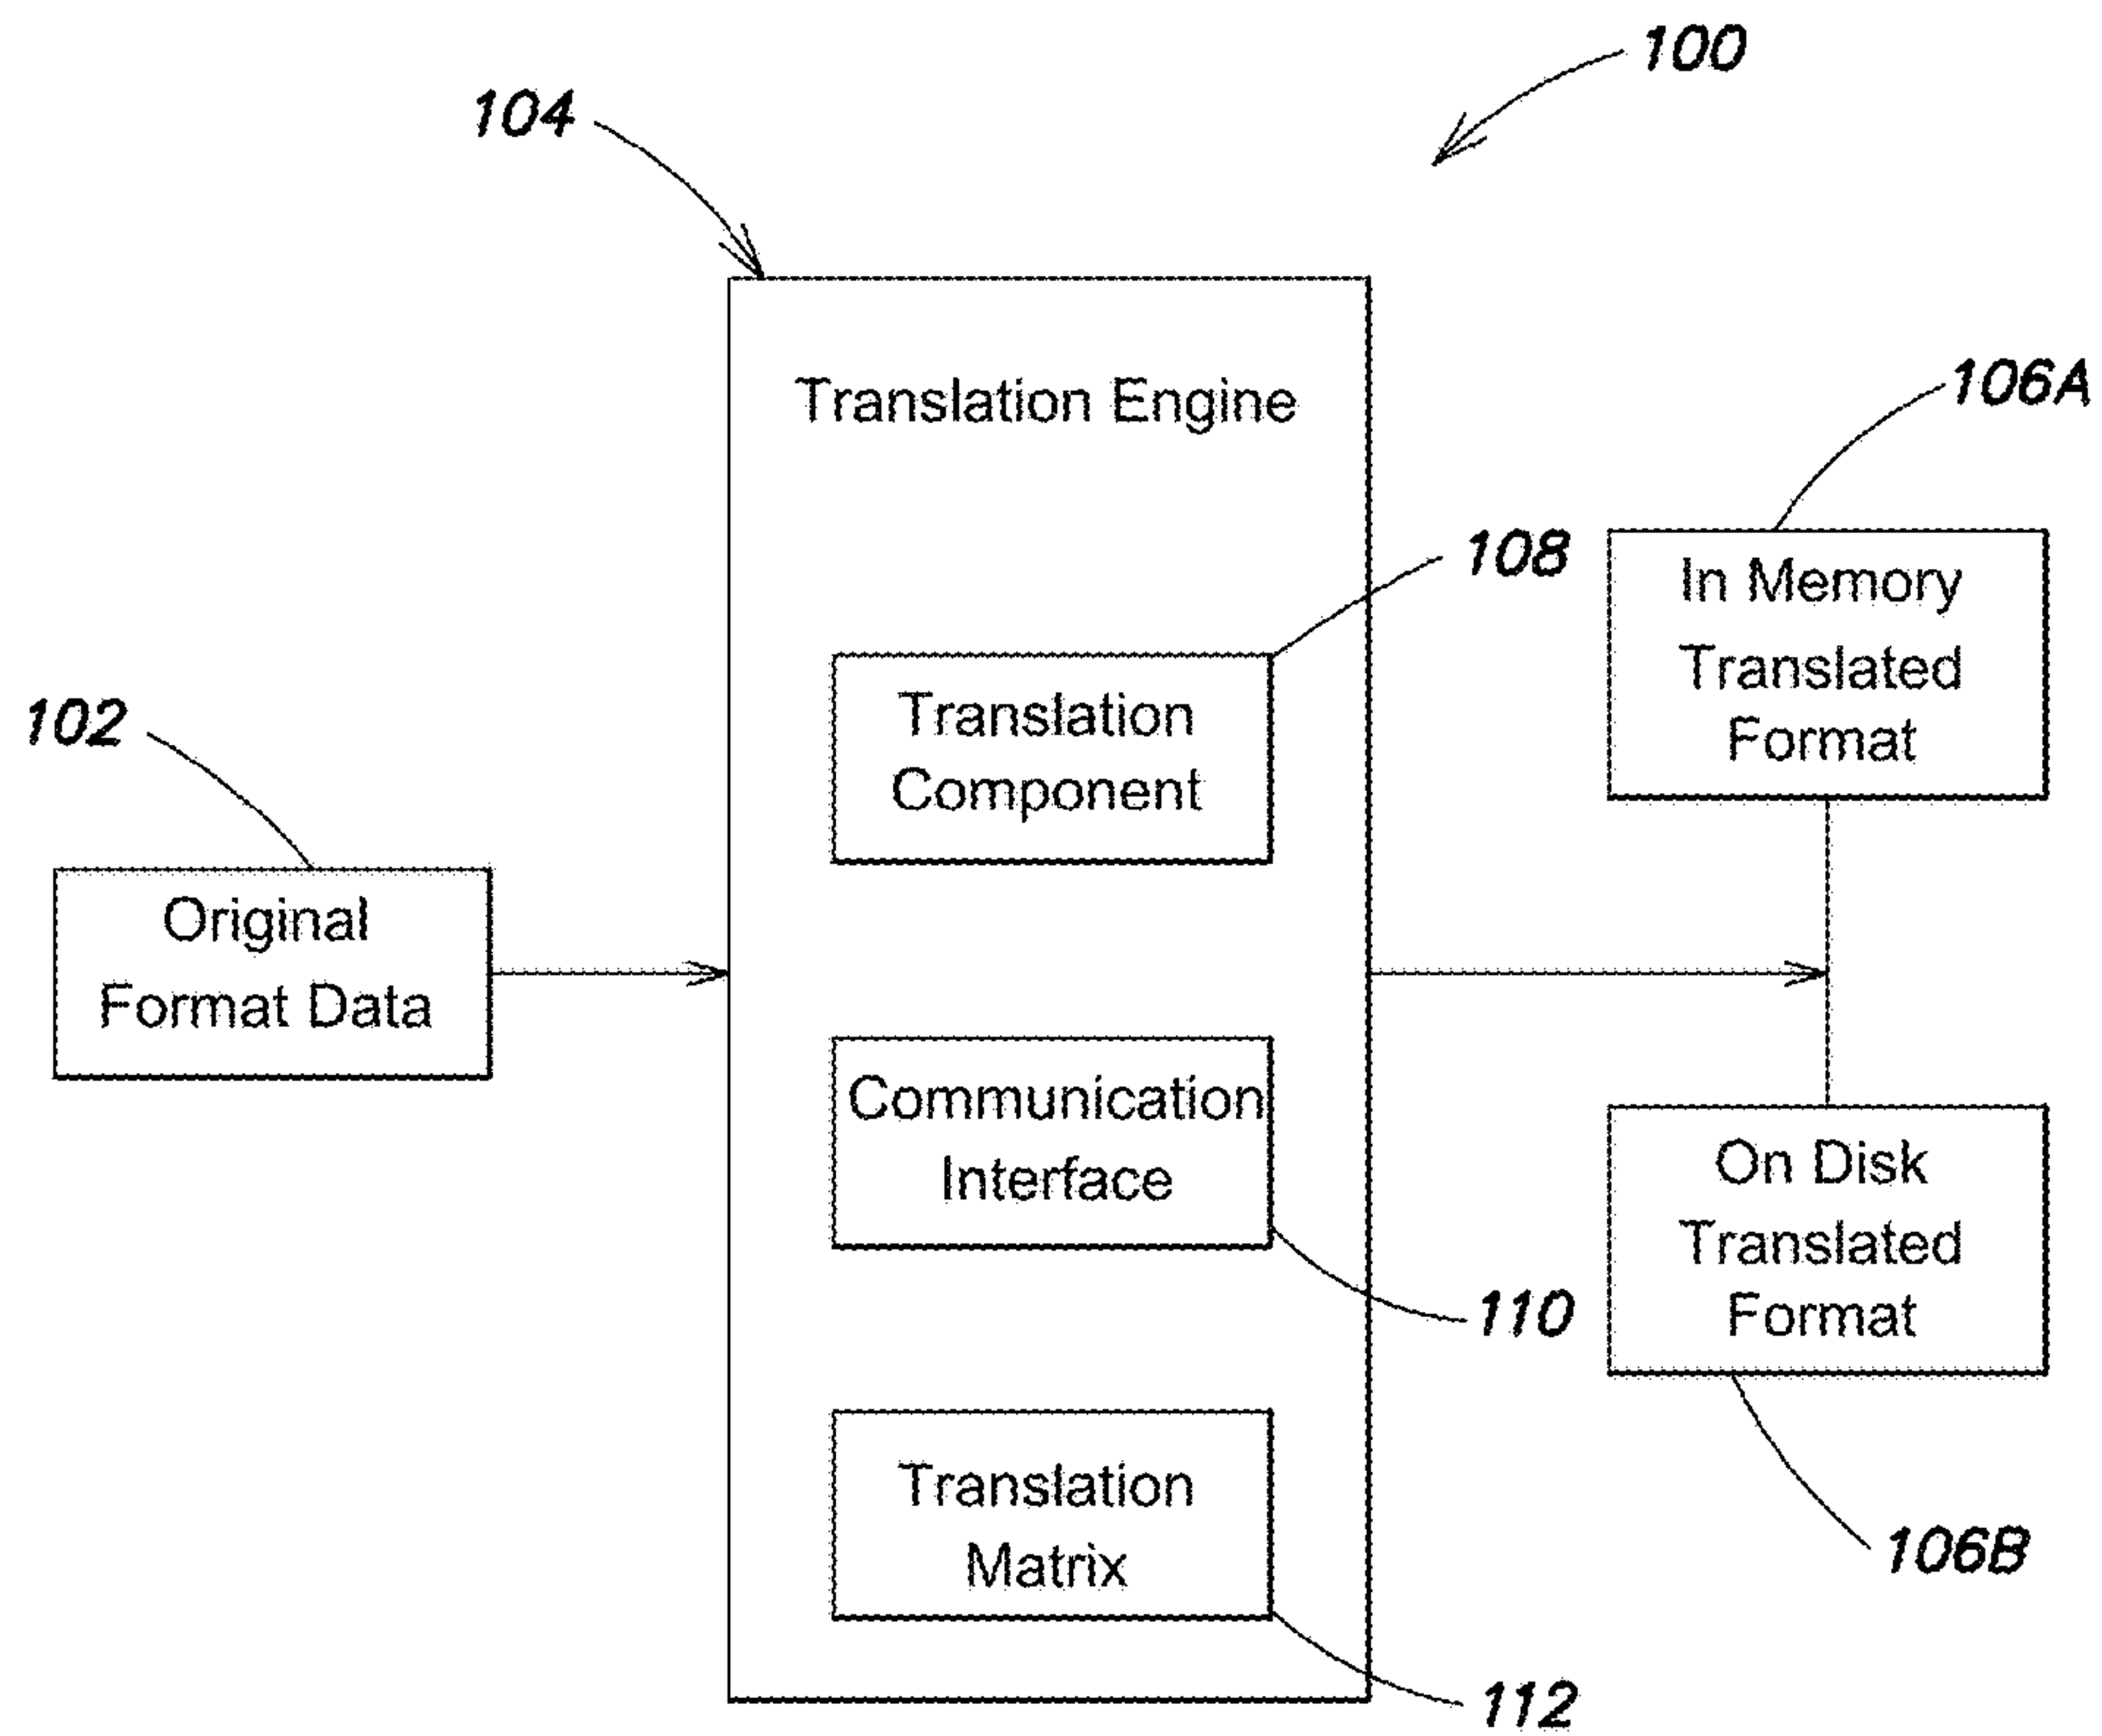 100
104
Translation Engine
106A
In Memory
Translated
Format
108
Translation
Component
102
Original
Format Data
Communication
Interface
110
On Disk
Translated
Format
106B
Translation
Matrix
112